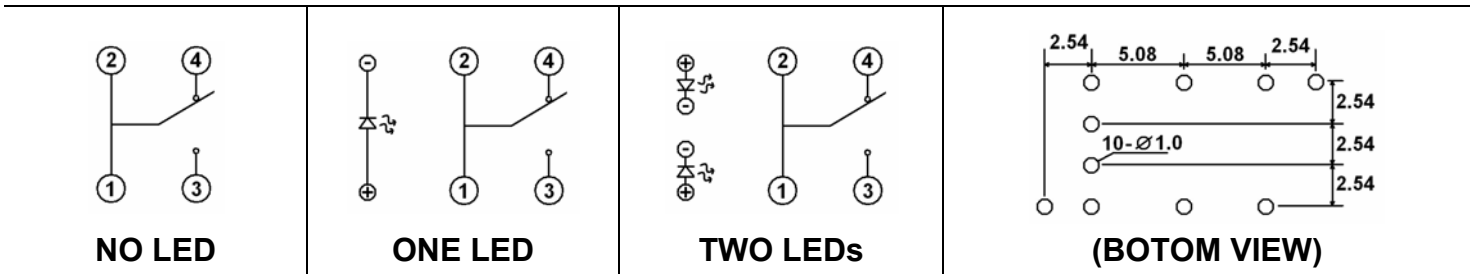 2 4
1 3
NO LED
-
2 4
+
1 3
ONE LED
+
-
-
+
2 4
1 3
TWO LEDs
2.54 5.08 5.08 2.54
2.54
2.54
2.54
10-Ø1.0
(BOTOM VIEW)